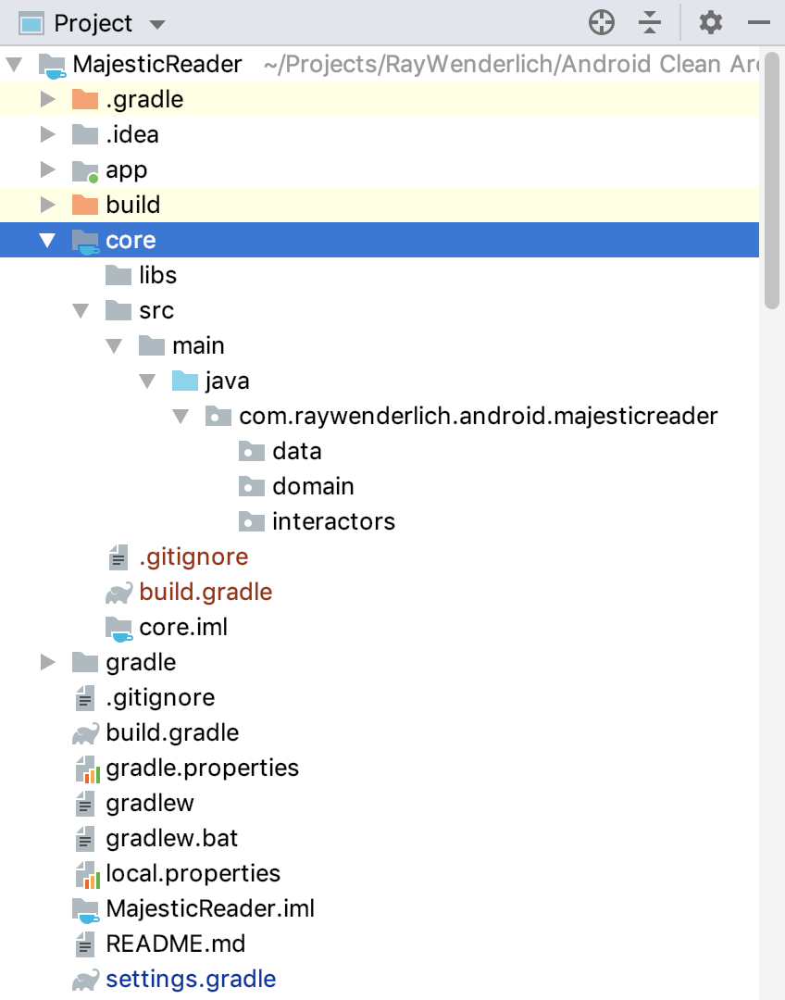 Project
MajesticReader ~/Projects/RayWenderlich/Android Clean Arc
.gradle
.idea
app
build
core
libs
src
main
java
com.raywenderlich.android.majesticreader
data
domain
interactors
.gitignore
build.gradle
core.iml
gradle
.gitignore
build.gradle
gradle.properties
gradlew
gradlew.bat
local.properties
MajesticReader.iml
README.md
settings.gradle